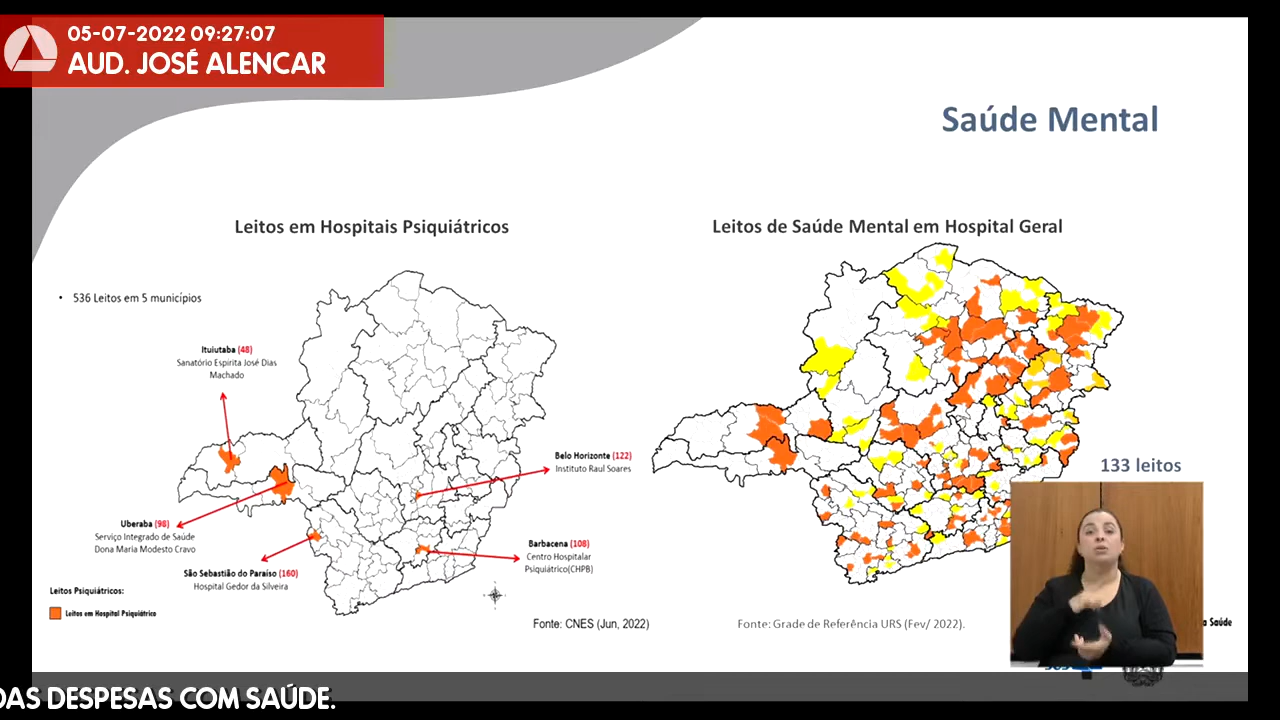 05-07-2022 09:27:07
AUD. JOSÉ ALENCAR
Saúde Mental
Leitos em Hospitais Psiquiátricos
• 536 Leitos em 5 municípios
Ituiutaba (48)
Sanatório Espirita José Dias
Machado
Belo Horizonte (122)
Instituto Raul Soares
Uberaba (98)
Serviço Integrado de Saúde
Dona Maria Modesto Cravo
Barbacena (108)
Centro Hospitalar
Psiquiátrico(CHPB)
São Sebastião do Paraíso (160)
Hospital Gedor da Silveira
Leitos Psiquiátricos:
Leitos em Hospital Psiquiátrico
Fonte: CNES (Jun, 2022)
Leitos de Saúde Mental em Hospital Geral
133 leitos
Fonte: Grade de Referência URS (Fev/ 2022).
a Saúde
DAS DESPESAS COM SAÚDE.